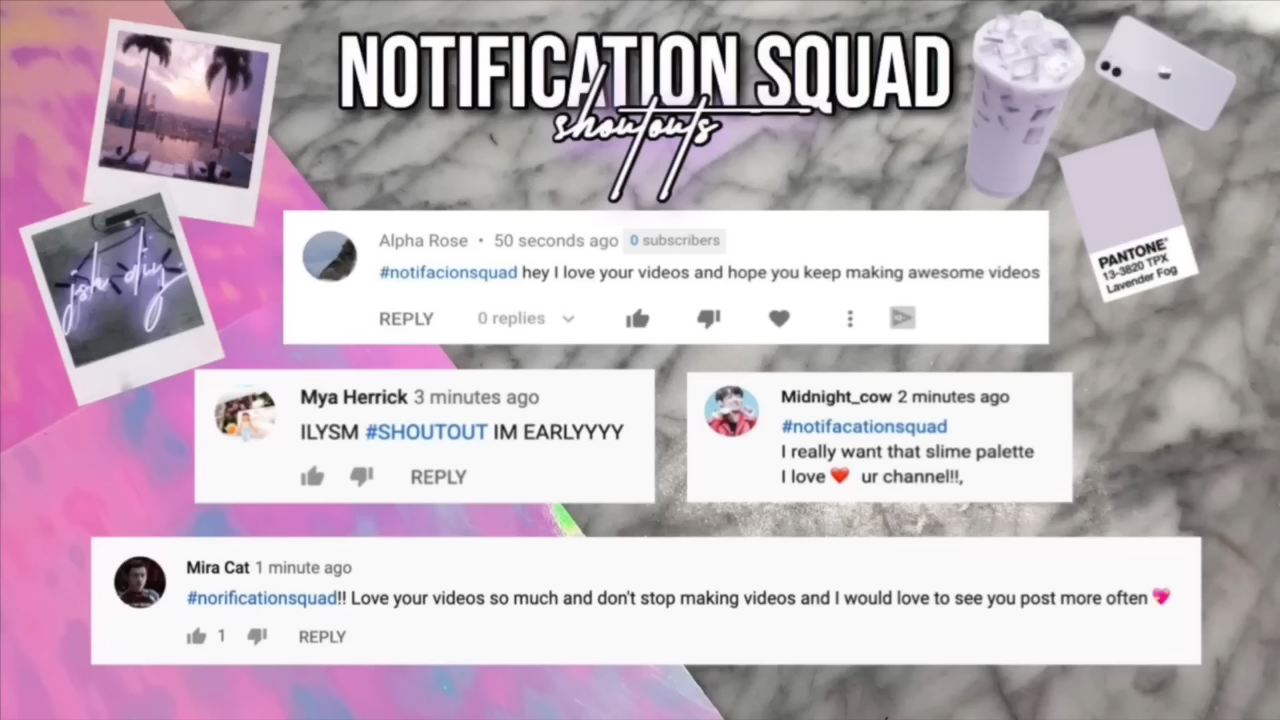 NOTIFICATION SQUAD
shoutouts
jsh diy
PANTONE®
13-3820 TPX
Lavender Fog
Alpha Rose • 50 seconds ago 0 subscribers
#notifacionsquad hey I love your videos and hope you keep making awesome videos
REPLY 0 replies
Mya Herrick 3 minutes ago
ILYSM #SHOUTOUT IM EARLYYYY
REPLY
Midnight_cow 2 minutes ago
#notifacationsquad
I really want that slime palette
I love ❤️ ur channel!!,
Mira Cat 1 minute ago
#norificationsquad!! Love your videos so much and don't stop making videos and I would love to see you post more often 💖
1 REPLY